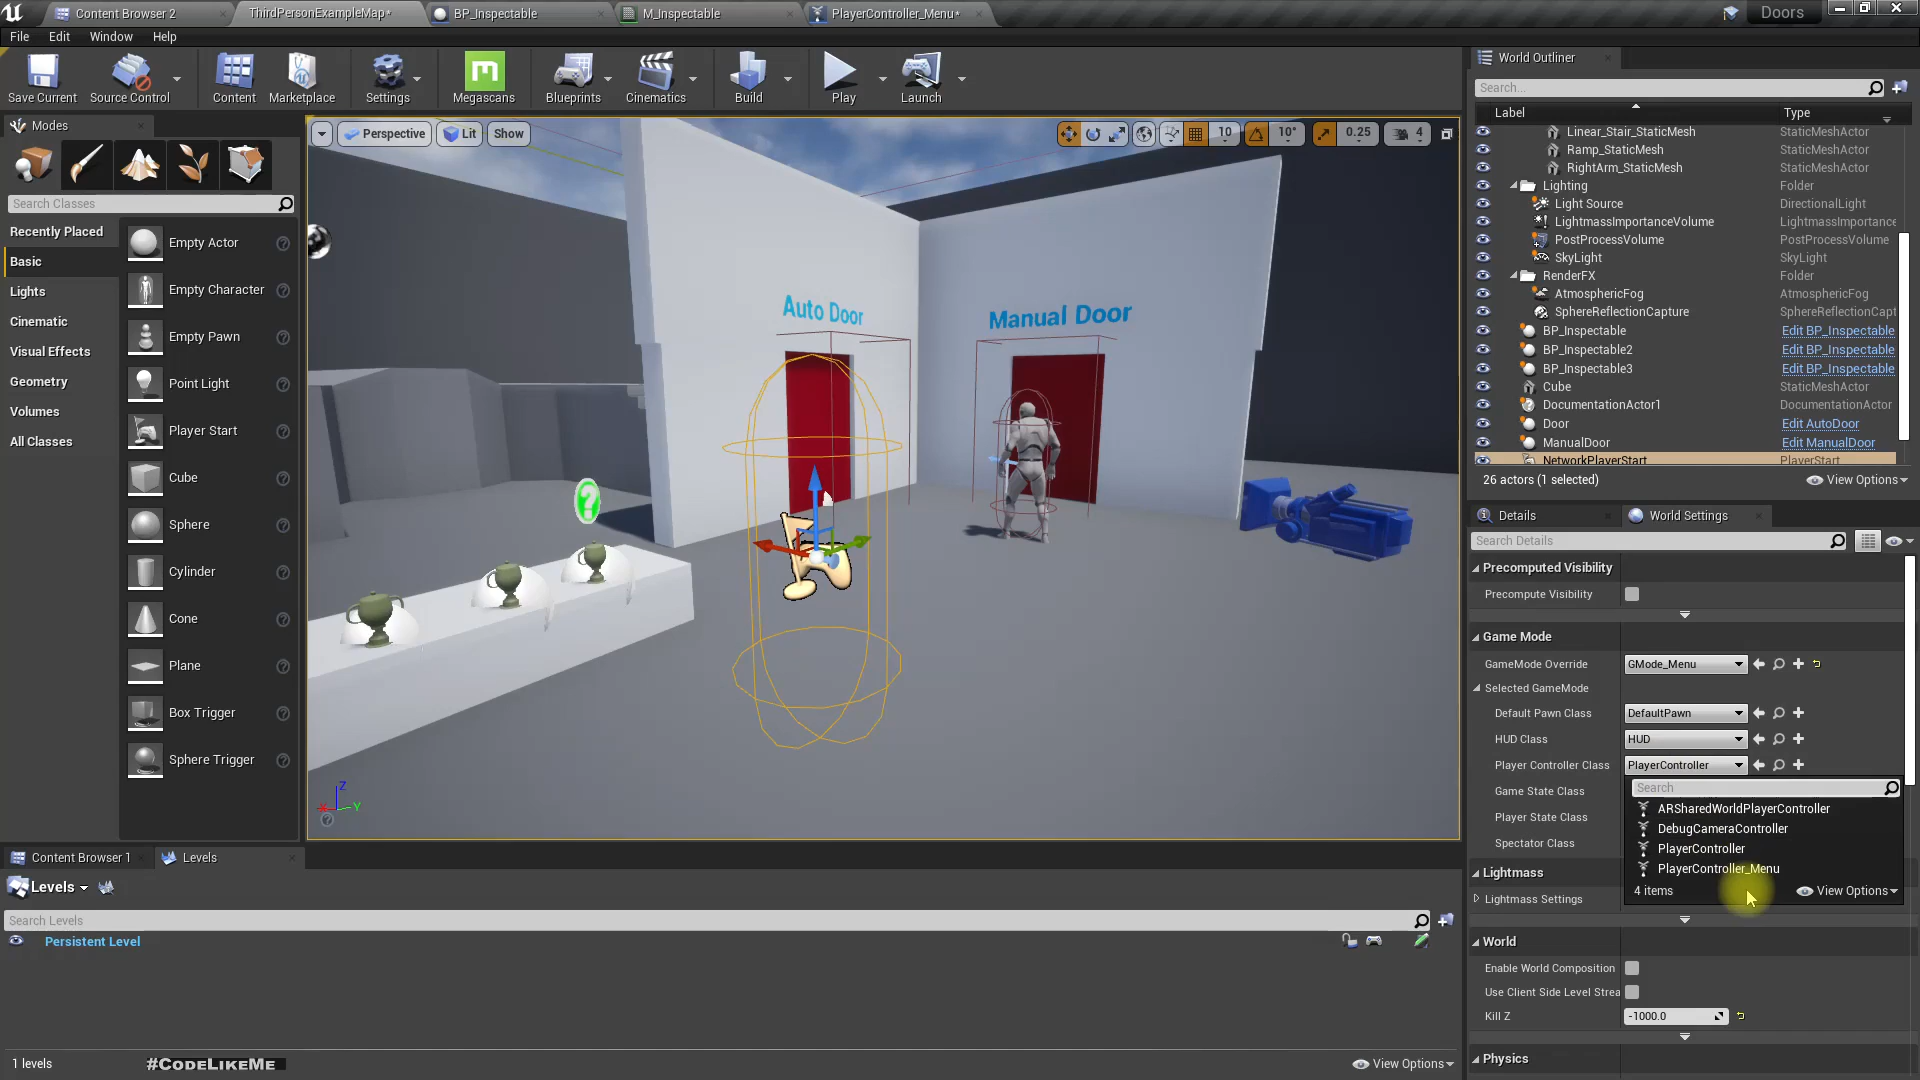 Content Browser 2
ThirdPersonExampleMap*
BP_Inspectable
M_Inspectable
PlayerController_Menu*
Doors
File Edit Window Help
Save Current
Source Control
Content
Marketplace
Settings
Megascans
Blueprints
Cinematics
Build
Play
Launch
Modes
Search Classes
Recently Placed
Basic
Lights
Cinematic
Visual Effects
Geometry
Volumes
All Classes
Empty Actor
Empty Character
Empty Pawn
Point Light
Player Start
Cube
Sphere
Cylinder
Cone
Plane
Box Trigger
Sphere Trigger
Perspective Lit Show
10 10° 0.25 4
Auto Door
Manual Door
Z
X Y
World Outliner
Search...
Label Type
Linear_Stair_StaticMesh StaticMeshActor
Ramp_StaticMesh StaticMeshActor
RightArm_StaticMesh StaticMeshActor
Lighting Folder
Light Source DirectionalLight
LightmassImportanceVolume LightmassImportance
PostProcessVolume PostProcessVolume
SkyLight SkyLight
RenderFX Folder
AtmosphericFog AtmosphericFog
SphereReflectionCapture SphereReflectionCapt
BP_Inspectable Edit BP_Inspectable
BP_Inspectable2 Edit BP_Inspectable
BP_Inspectable3 Edit BP_Inspectable
Cube StaticMeshActor
DocumentationActor1 DocumentationActor
Door Edit AutoDoor
ManualDoor Edit ManualDoor
NetworkPlayerStart PlayerStart
26 actors (1 selected) View Options
Details
World Settings
Search Details
Precomputed Visibility
Precompute Visibility
Game Mode
GameMode Override GMode_Menu
Selected GameMode
Default Pawn Class DefaultPawn
HUD Class HUD
Player Controller Class PlayerController
Game State Class
Player State Class
Spectator Class
Search
ARSharedWorldPlayerController
DebugCameraController
PlayerController
PlayerController_Menu
4 items View Options
Lightmass
Lightmass Settings
World
Enable World Composition
Use Client Side Level Strea
Kill Z -1000.0
Physics
Content Browser 1
Levels
Levels
Search Levels
Persistent Level
1 levels
#CodeLikeMe
View Options